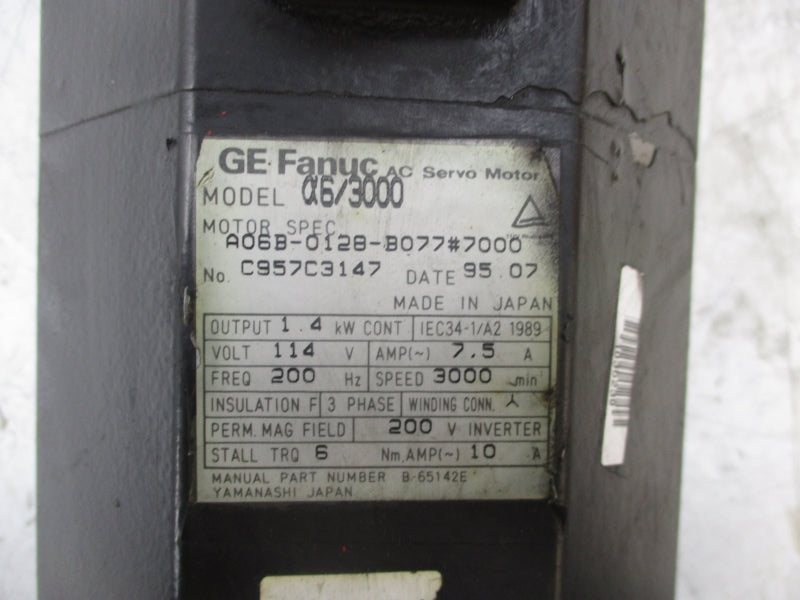 GE Fanuc AC Servo Motor
MODEL α6/3000
MOTOR SPEC.
A06B-0128-B077#7000
No. C957C3147 DATE 95.07
MADE IN JAPAN
OUTPUT 1.4 kW CONT IEC34-1/A2 1989
VOLT 114 V AMP(~) 7.5 A
FREQ 200 Hz SPEED 3000 min
INSULATION F 3 PHASE WINDING CONN.
PERM. MAG FIELD 200 V INVERTER
STALL TRQ 6 Nm, AMP(~) 10 A
MANUAL PART NUMBER B-65142E
YAMANASHI JAPAN